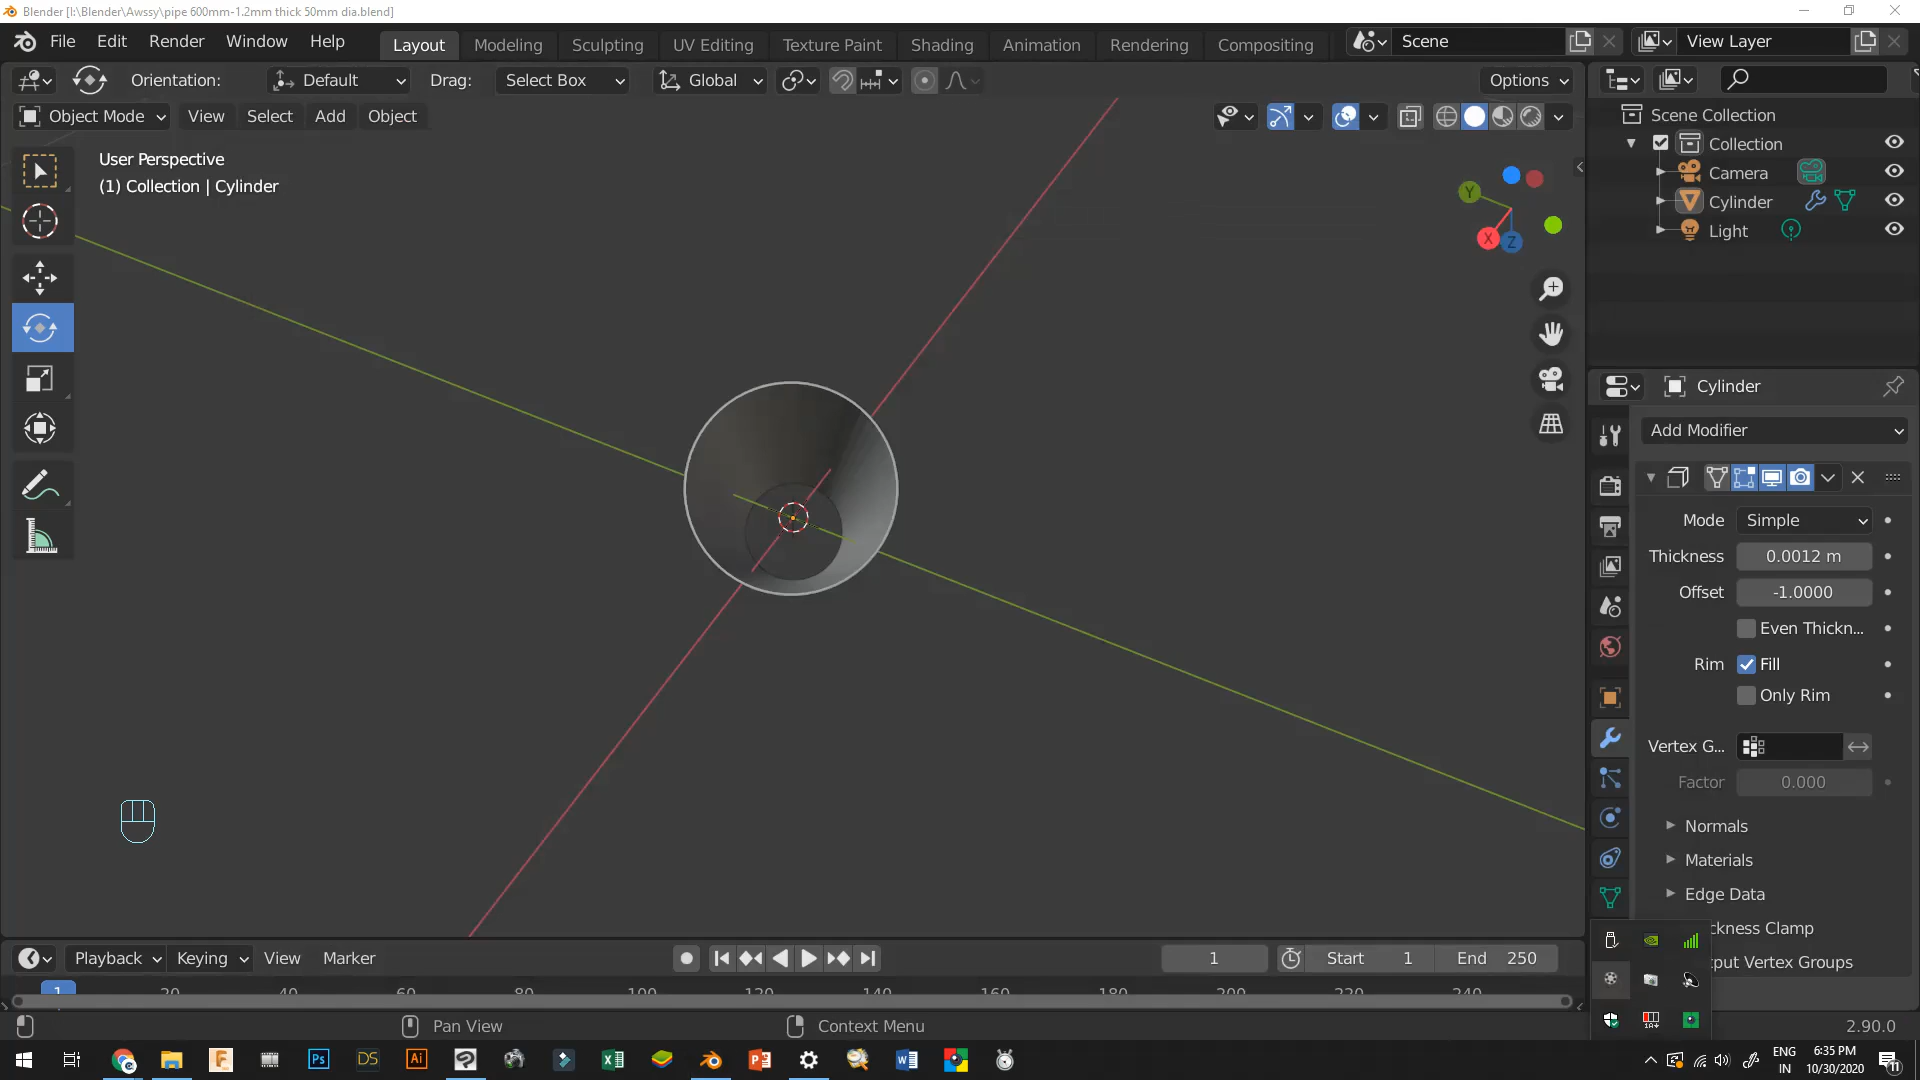 Blender [I:\Blender\Awssy\pipe 600mm-1.2mm thick 50mm dia.blend]
File Edit Render Window Help Layout Modeling Sculpting UV Editing Texture Paint Shading Animation Rendering Compositing Scene View Layer
Orientation: Default Drag: Select Box Global Options
Object Mode View Select Add Object
User Perspective
(1) Collection | Cylinder
Y
X
Z
Scene Collection
Collection
Camera
Cylinder
Light
Cylinder
Add Modifier
Mode Simple
Thickness 0.0012 m
Offset -1.0000
Even Thickn...
Rim Fill
Only Rim
Vertex G...
Factor 0.000
Normals
Materials
Edge Data
ckness Clamp
put Vertex Groups
Playback Keying View Marker 1 Start 1 End 250
1 20 40 60 80 100 120 140 160 180 200 220 240
Pan View Context Menu 2.90.0
Ps DS Ai
ENG
IN
6:35 PM
10/30/2020
11